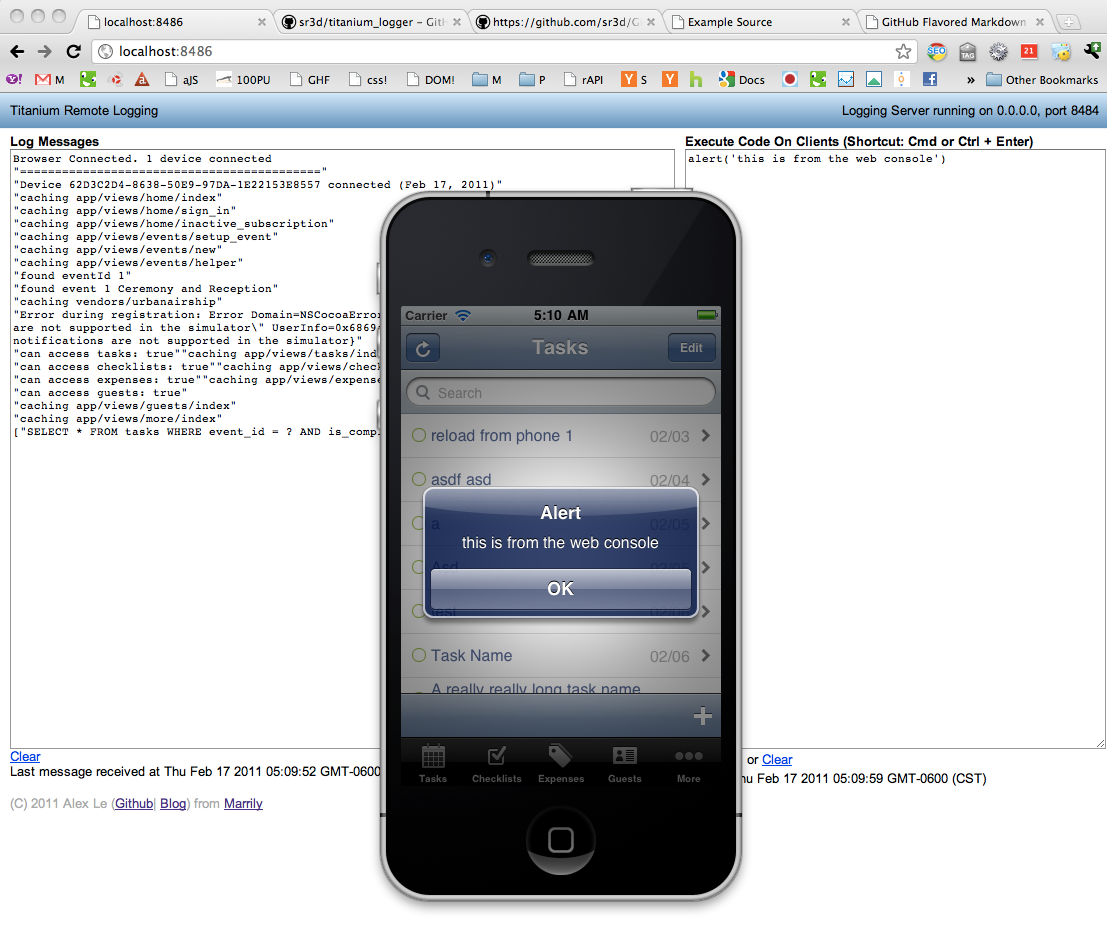 localhost:8486
sr3d/titanium_logger – GitH
https://github.com/sr3d/G
Example Source
GitHub Flavored Markdown
localhost:8486
SEO
TAG
21
Y!
M
aJS
100PU
GHF
css!
DOM!
M
P
rAPI
Y S
Y
h
Docs
f
»
Other Bookmarks
Titanium Remote Logging
Logging Server running on 0.0.0.0, port 8484
Log Messages
Browser Connected. 1 device connected
"========================================"
"Device 62D3C2D4-8638-50E9-97DA-1E22153E8557 connected (Feb 17, 2011)"
"caching app/views/home/index"
"caching app/views/home/sign_in"
"caching app/views/home/inactive_subscription"
"caching app/views/events/setup_event"
"caching app/views/events/new"
"caching app/views/events/helper"
"found eventId 1"
"found event 1 Ceremony and Reception"
"caching vendors/urbanairship"
"Error during registration: Error Domain=NSCocoaError
are not supported in the simulator\" UserInfo=0x6869
notifications are not supported in the simulator}"
"can access tasks: true""caching app/views/tasks/ind
"can access checklists: true""caching app/views/chec
"can access expenses: true""caching app/views/expense
"can access guests: true"
"caching app/views/guests/index"
"caching app/views/more/index"
["SELECT * FROM tasks WHERE event_id = ? AND is_compl
Clear
Last message received at Thu Feb 17 2011 05:09:52 GMT-0600
(C) 2011 Alex Le (Github| Blog) from Marrily
Execute Code On Clients (Shortcut: Cmd or Ctrl + Enter)
alert('this is from the web console')
or Clear
hu Feb 17 2011 05:09:59 GMT-0600 (CST)
Carrier
5:10 AM
Tasks
Edit
Search
reload from phone 1
02/03
asdf asd
02/04
a
02/05
Alert
this is from the web console
Asd
OK
test
Task Name
02/06
A really really long task name
+
Tasks
Checklists
Expenses
Guests
More